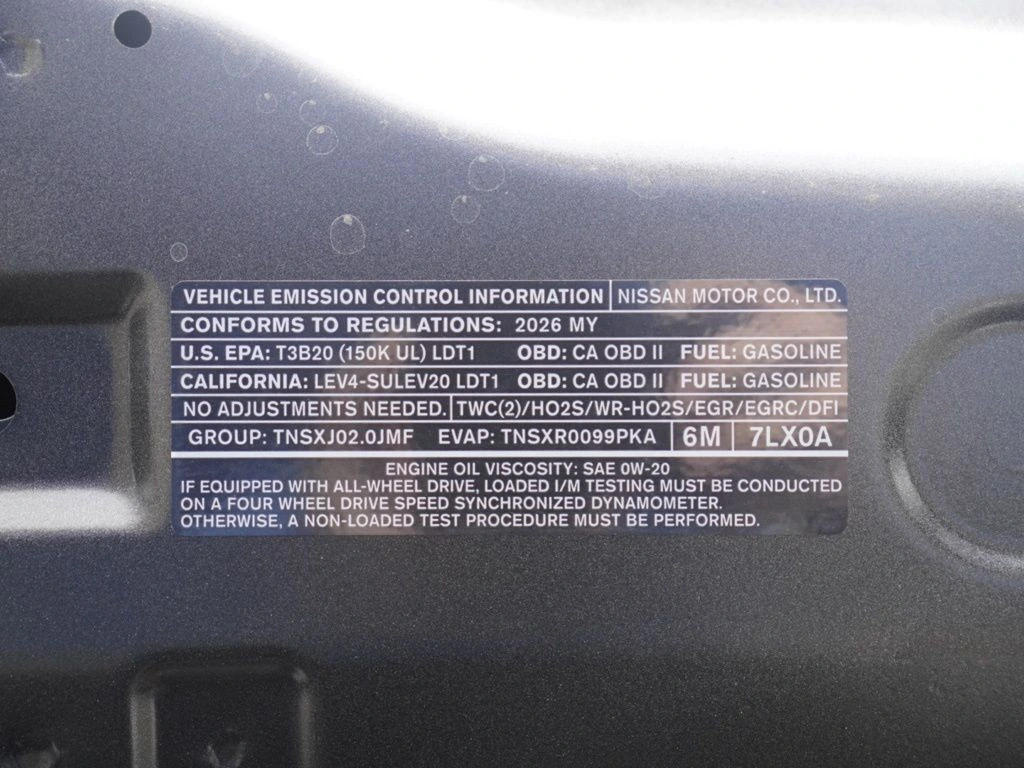 VEHICLE EMISSION CONTROL INFORMATION NISSAN MOTOR CO., LTD.
CONFORMS TO REGULATIONS: 2026 MY
U.S. EPA: T3B20 (150K UL) LDT1 OBD: CA OBD II FUEL: GASOLINE
CALIFORNIA: LEV4-SULEV20 LDT1 OBD: CA OBD II FUEL: GASOLINE
NO ADJUSTMENTS NEEDED. TWC(2)/HO2S/WR-HO2S/EGR/EGRC/DFI
GROUP: TNSXJ02.0JMF EVAP: TNSXR0099PKA 6M 7LX0A
ENGINE OIL VISCOSITY: SAE 0W-20
IF EQUIPPED WITH ALL-WHEEL DRIVE, LOADED I/M TESTING MUST BE CONDUCTED
ON A FOUR WHEEL DRIVE SPEED SYNCHRONIZED DYNAMOMETER.
OTHERWISE, A NON-LOADED TEST PROCEDURE MUST BE PERFORMED.